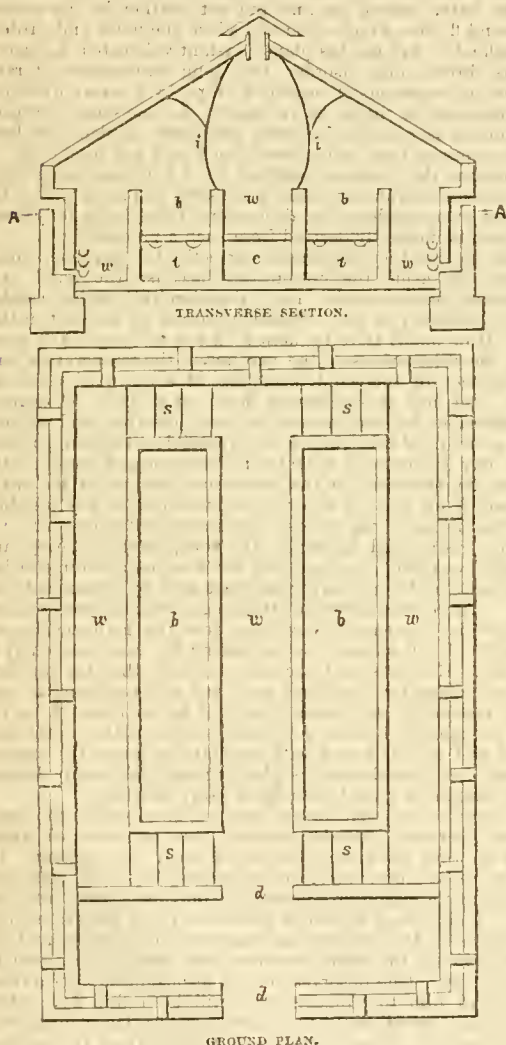 i i
b w b
A A
w t c t w
TRANSVERSE SECTION.
s s
w b w b w
s s
d
d
GROUND PLAN.